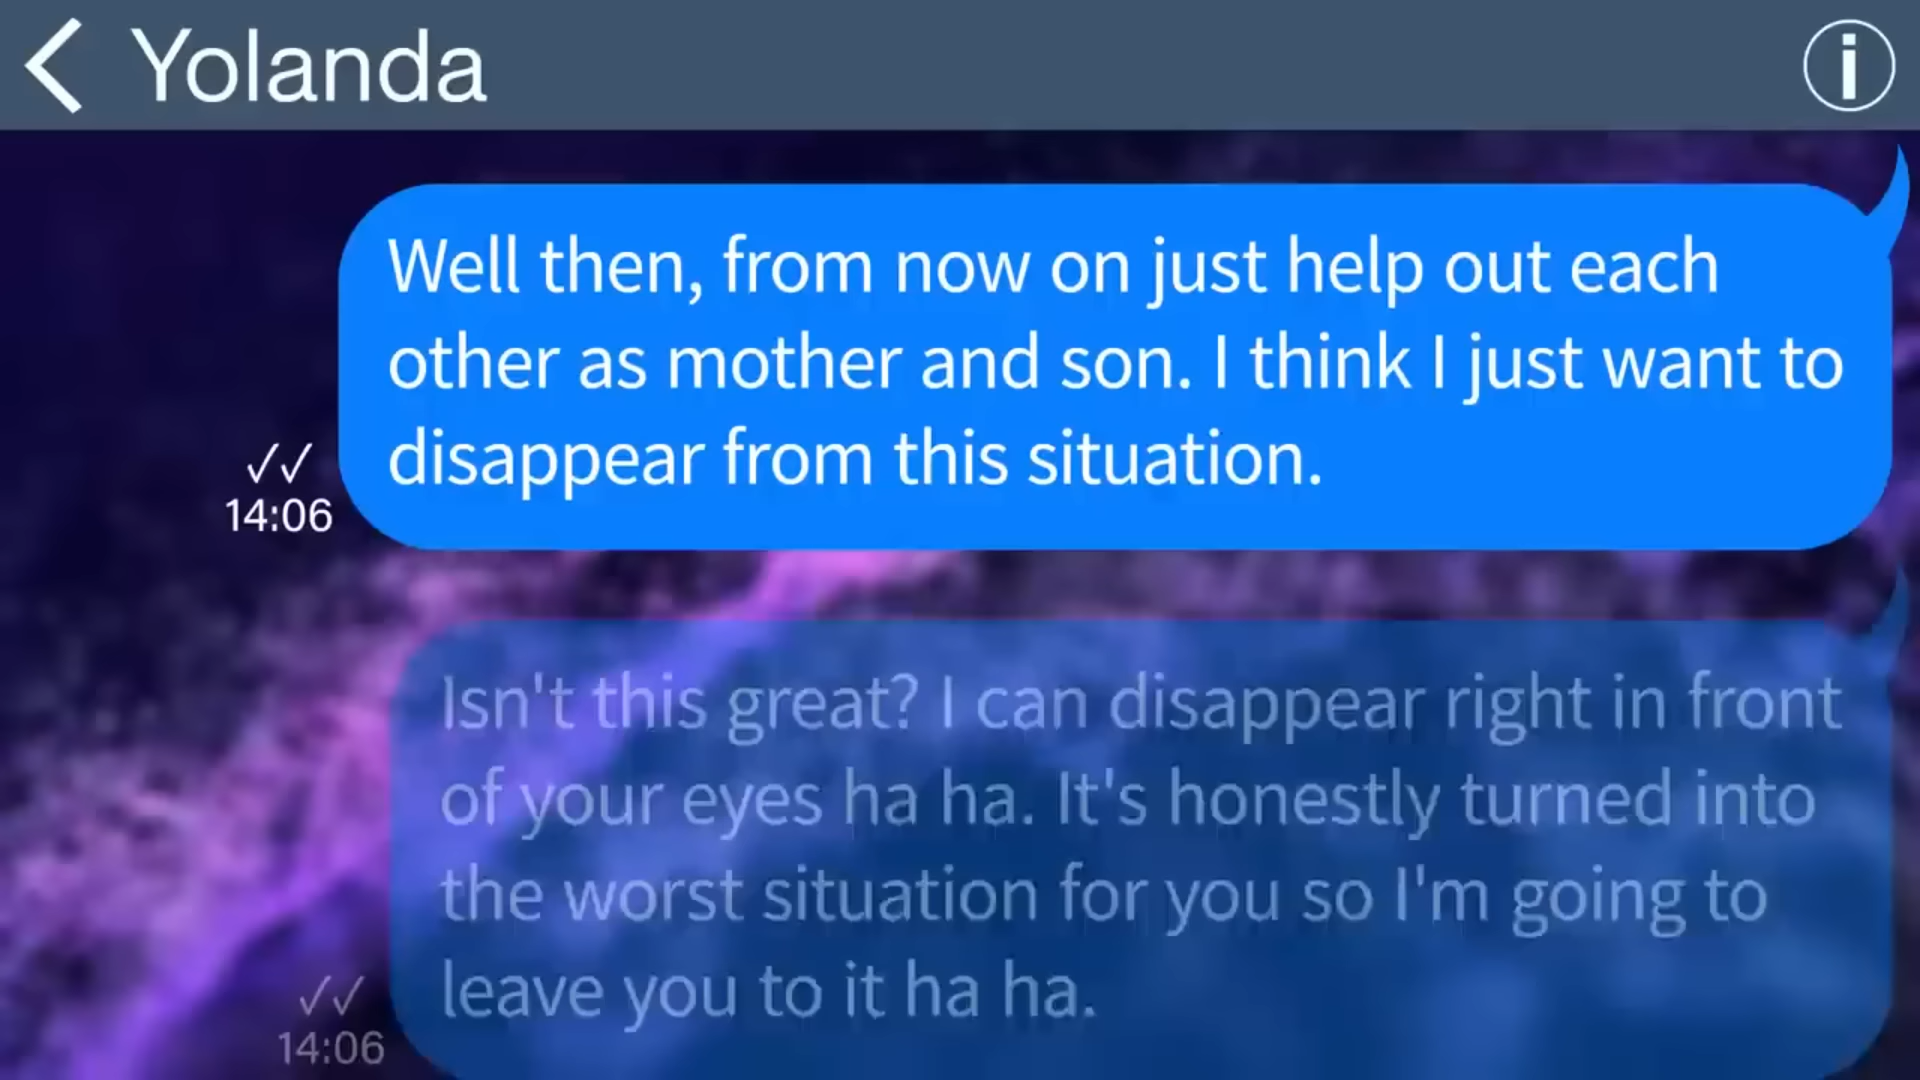 Yolanda
Well then, from now on just help out each
other as mother and son. I think I just want to
disappear from this situation.
14:06
Isn't this great? I can disappear right in front
of your eyes ha ha. It's honestly turned into
the worst situation for you so I'm going to
leave you to it ha ha.
14:06